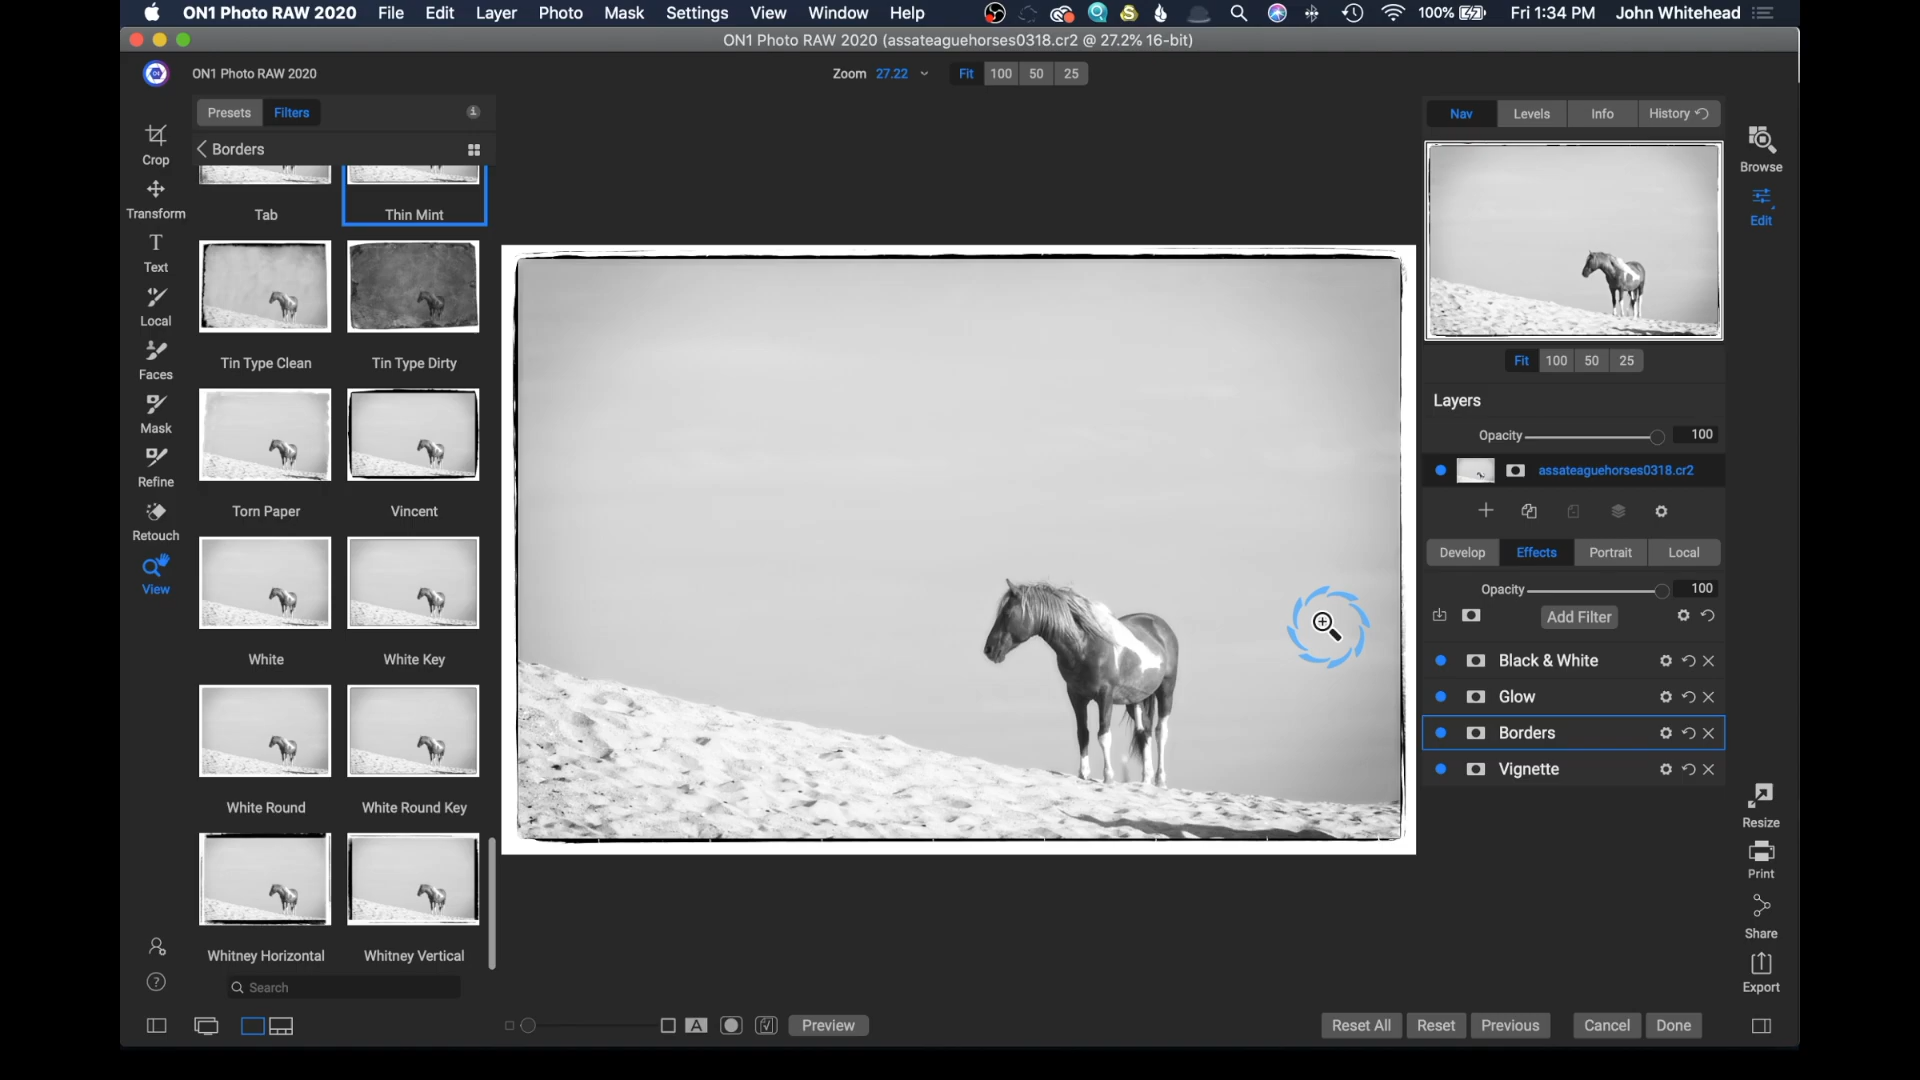 ON1 Photo RAW 2020 File Edit Layer Photo Mask Settings View Window Help 100% Fri 1:34 PM John Whitehead
ON1 Photo RAW 2020 (assateaguehorses0318.cr2 @ 27.2% 16-bit)
ON1 Photo RAW 2020
Zoom 27.22 Fit 100 50 25
Presets Filters
Borders
Crop
Transform
Text
Local
Faces
Mask
Refine
Retouch
View
Tab Thin Mint
Tin Type Clean Tin Type Dirty
Torn Paper Vincent
White White Key
White Round White Round Key
Whitney Horizontal Whitney Vertical
Search
Nav Levels Info History
Fit 100 50 25
Layers
Opacity 100
assateaguehorses0318.cr2
Develop Effects Portrait Local
Opacity 100
Add Filter
Black & White
Glow
Borders
Vignette
Browse
Edit
Resize
Print
Share
Export
A Preview
Reset All Reset Previous Cancel Done